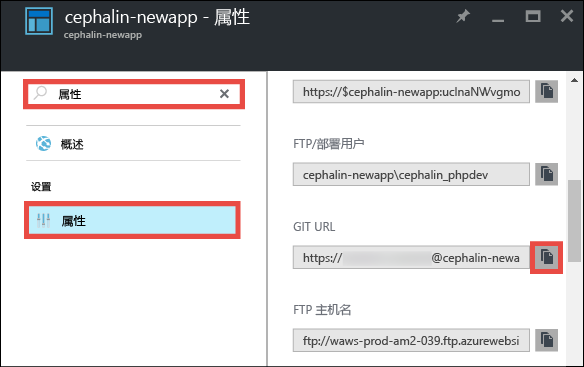 cephalin-newapp - 属性
cephalin-newapp
属性
概述
设置
属性
https://$cephalin-newapp:uclnaNWvgmo
FTP/部署用户
cephalin-newapp\cephalin_phpdev
GIT URL
https:// @cephalin-newa
FTP 主机名
ftp://waws-prod-am2-039.ftp.azurewebsi